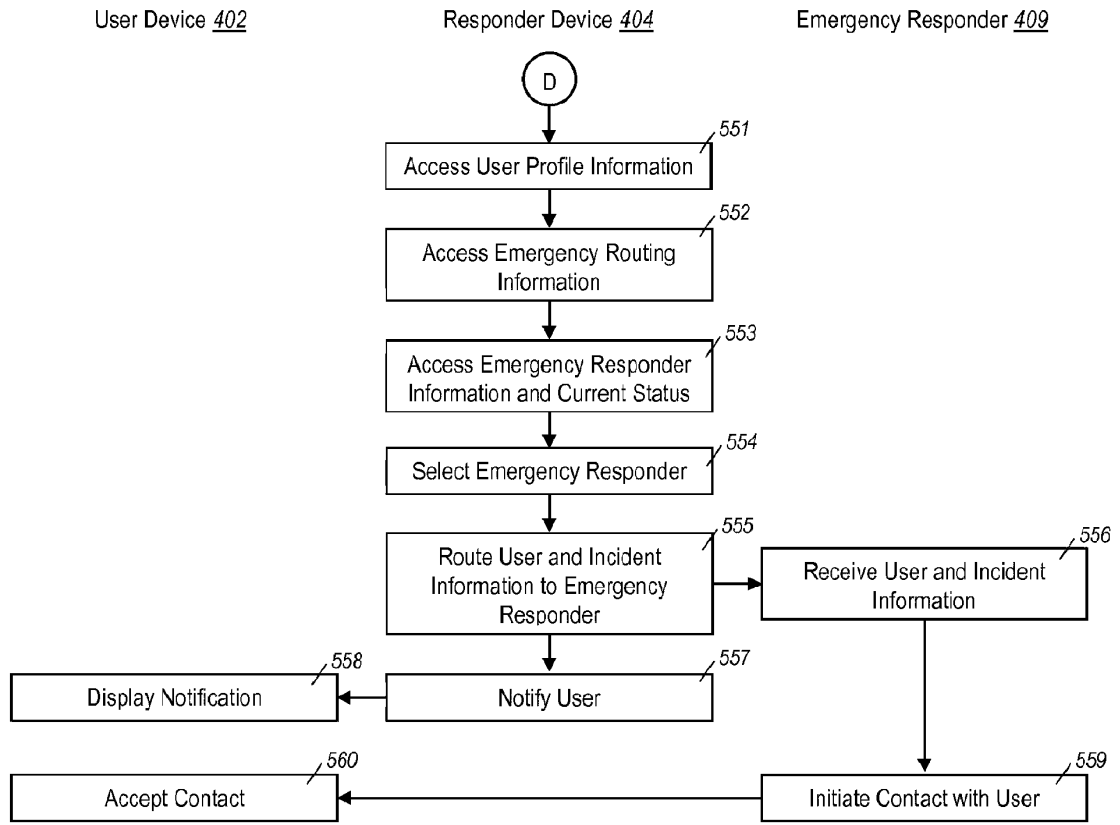 User Device 402
Responder Device 404
Emergency Responder 409
D
551
Access User Profile Information
552
Access Emergency Routing
Information
553
Access Emergency Responder
Information and Current Status
554
Select Emergency Responder
555
Route User and Incident
Information to Emergency
Responder
556
Receive User and Incident
Information
557
Notify User
558
Display Notification
559
Initiate Contact with User
560
Accept Contact